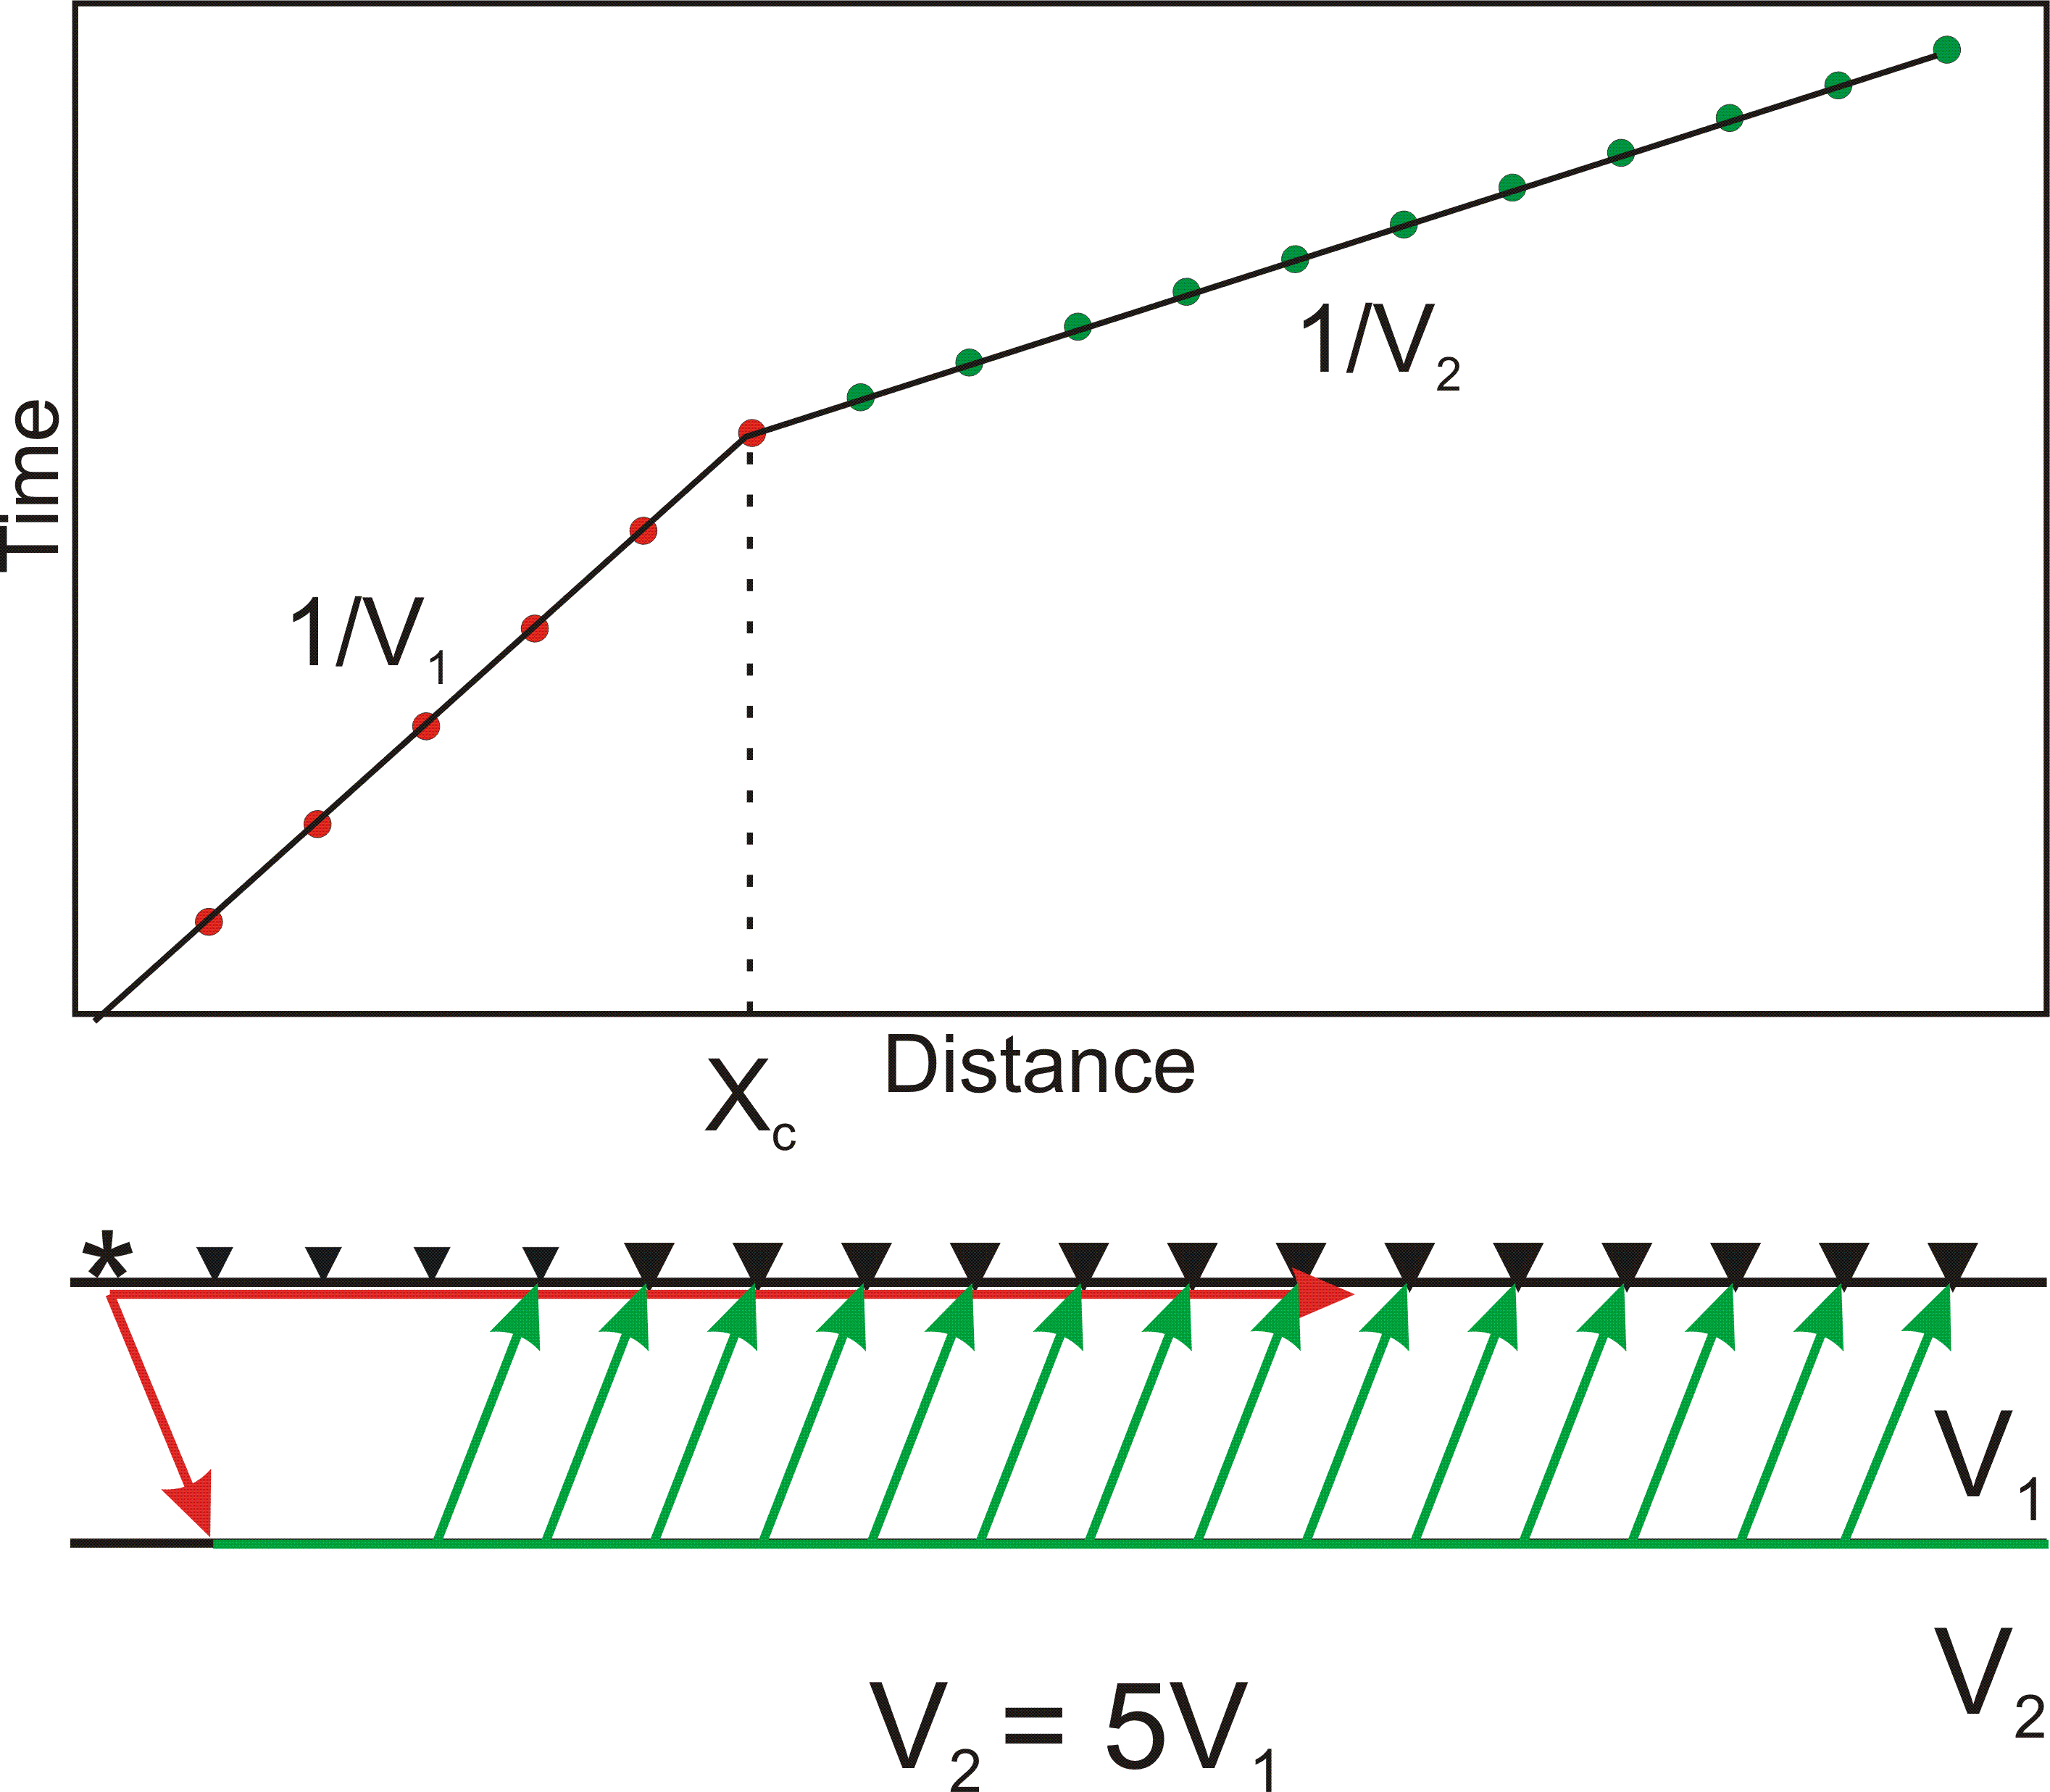 Time
1/V₁
1/V₂
Distance
Xc
*
V₁
V₂
V₂ = 5V₁